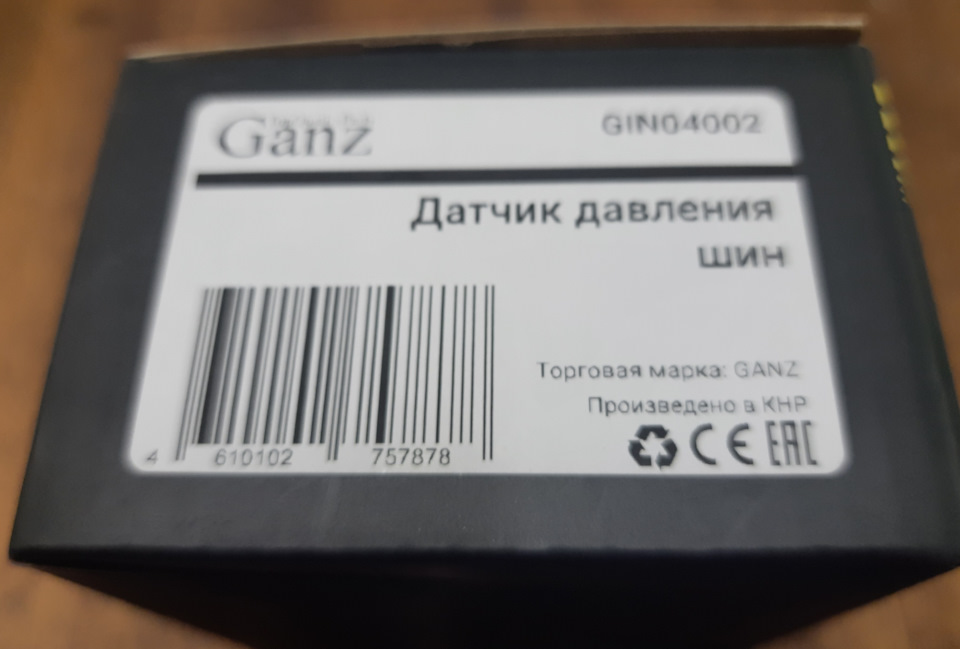 Ganz
GIN04002
Датчик давления
шин
Торговая марка: GANZ
Произведено в КНР
CE EAC
4 610102 757878